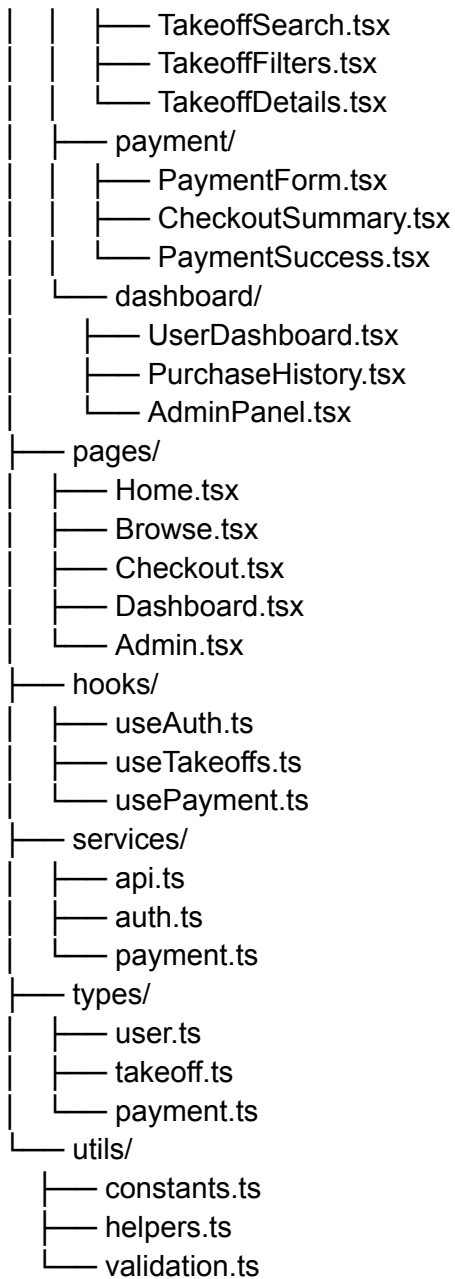 │   │   ├── TakeoffSearch.tsx
│   │   ├── TakeoffFilters.tsx
│   │   └── TakeoffDetails.tsx
│   ├── payment/
│   │   ├── PaymentForm.tsx
│   │   ├── CheckoutSummary.tsx
│   │   └── PaymentSuccess.tsx
│   └── dashboard/
│       ├── UserDashboard.tsx
│       ├── PurchaseHistory.tsx
│       └── AdminPanel.tsx
├── pages/
│   ├── Home.tsx
│   ├── Browse.tsx
│   ├── Checkout.tsx
│   ├── Dashboard.tsx
│   └── Admin.tsx
├── hooks/
│   ├── useAuth.ts
│   ├── useTakeoffs.ts
│   └── usePayment.ts
├── services/
│   ├── api.ts
│   ├── auth.ts
│   └── payment.ts
├── types/
│   ├── user.ts
│   ├── takeoff.ts
│   └── payment.ts
└── utils/
    ├── constants.ts
    ├── helpers.ts
    └── validation.ts